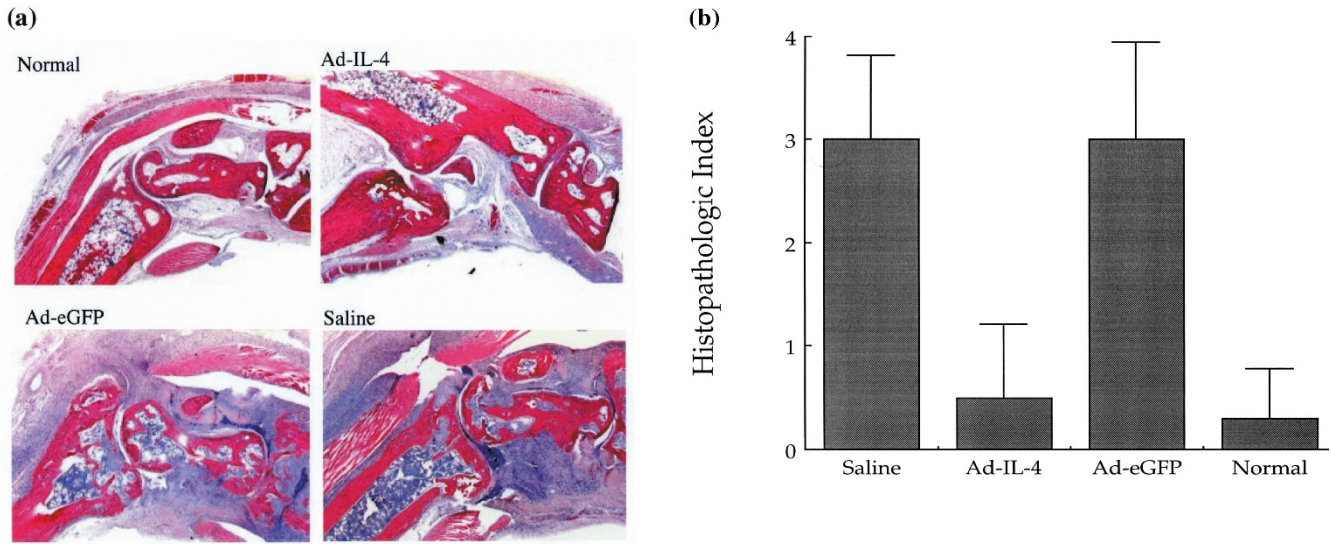 (a)
Normal
Ad-IL-4
Ad-eGFP
Saline
(b)
Histopathologic Index
4
3
2
1
0
Saline Ad-IL-4 Ad-eGFP Normal